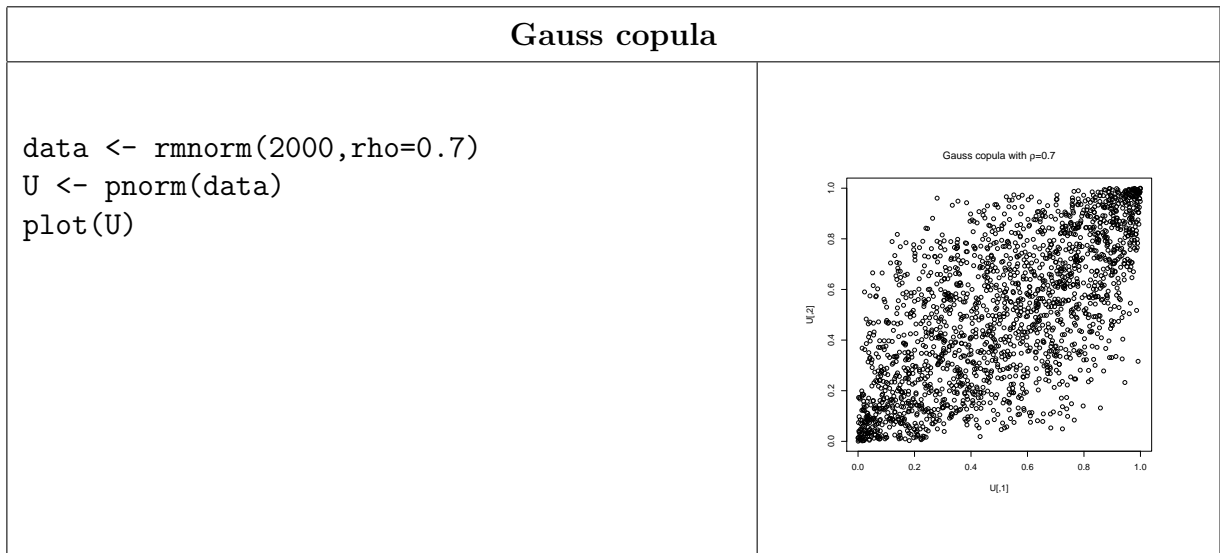 Gauss copula
data <- rmnorm(2000,rho=0.7)
U <- pnorm(data)
plot(U)
Gauss copula with ρ=0.7
U[,2]
1.0
0.8
0.6
0.4
0.2
0.0
0.0 0.2 0.4 0.6 0.8 1.0
U[,1]